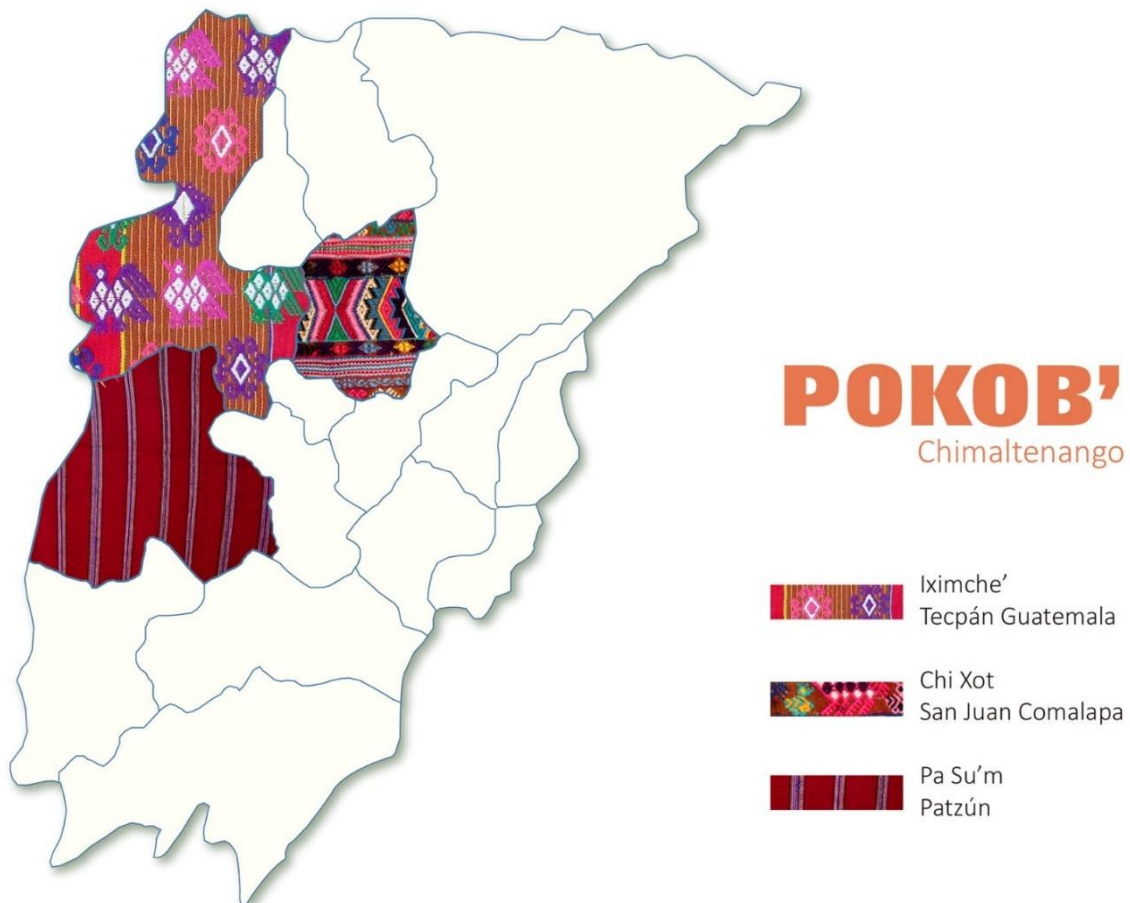 POKOB’
Chimaltenango
Iximche’
Tecpán Guatemala
Chi Xot
San Juan Comalapa
Pa Su’m
Patzún